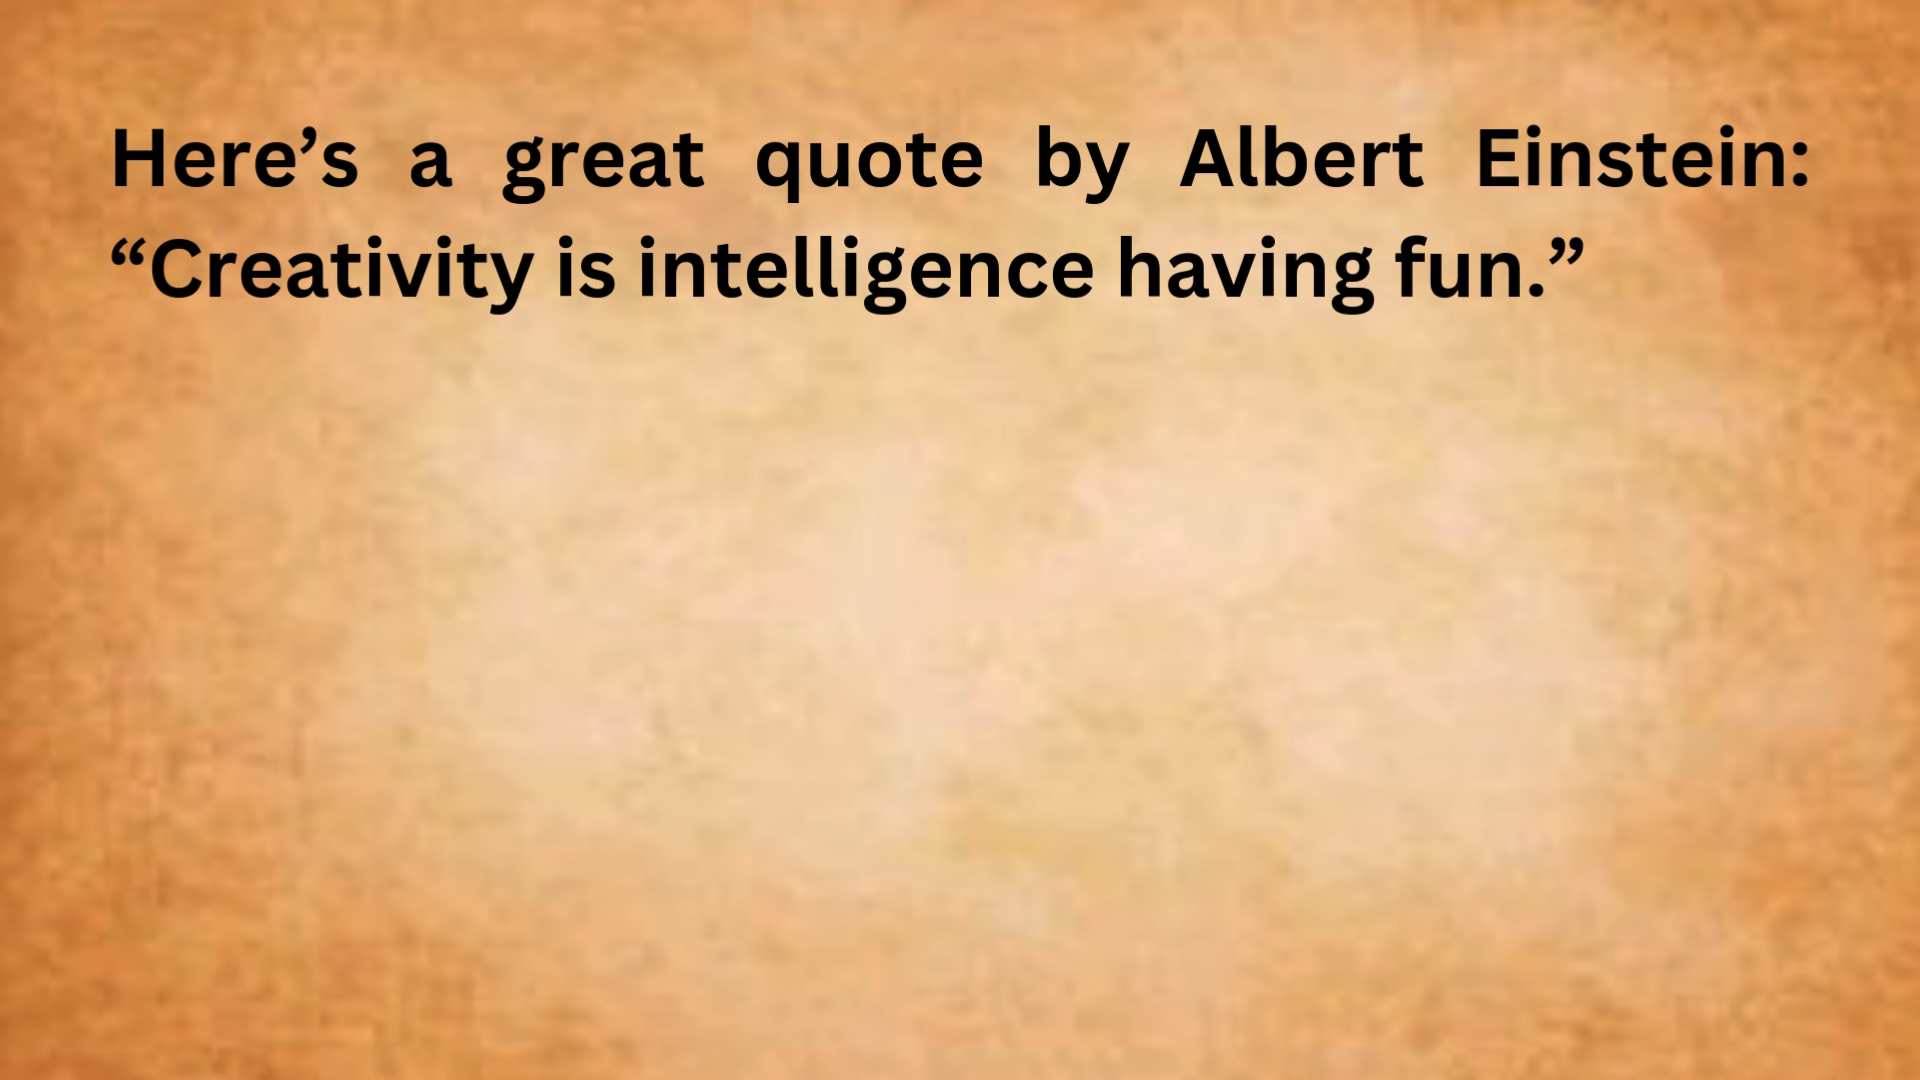 Here’s a great quote by Albert Einstein:
“Creativity is intelligence having fun.”